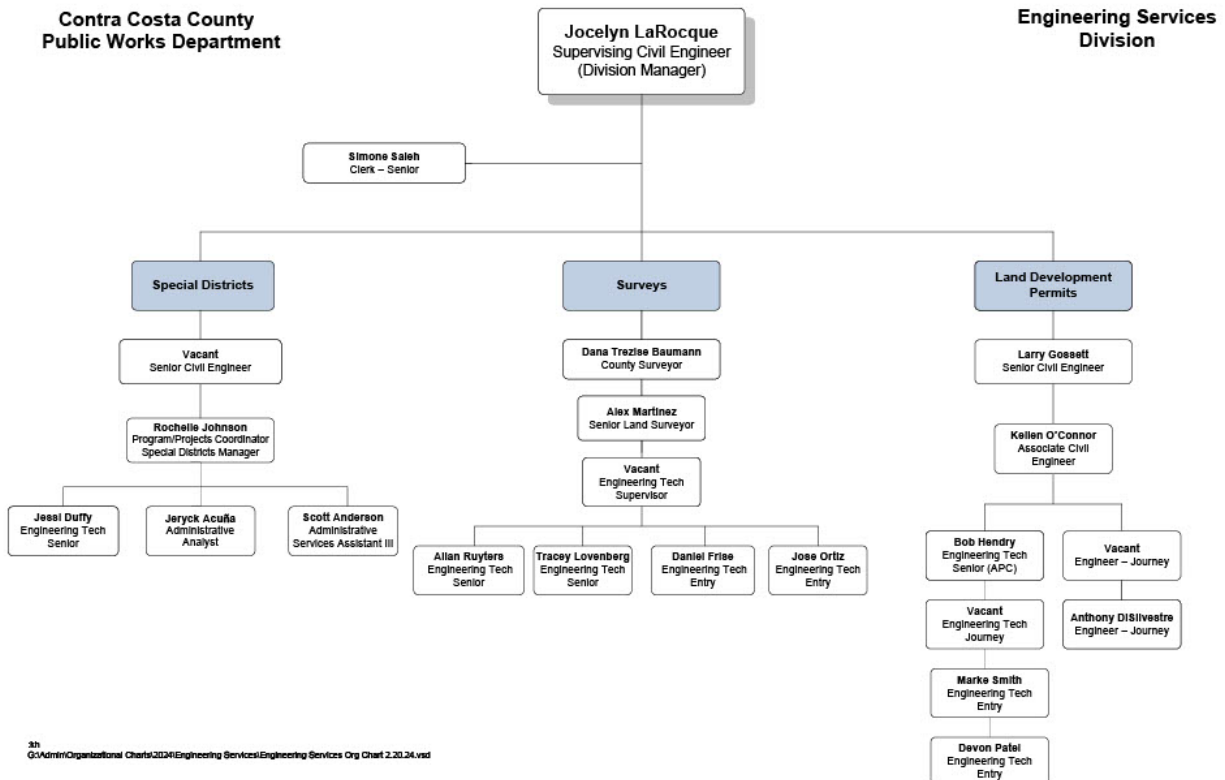 Contra Costa County
Public Works Department
Engineering Services
Division
Jocelyn LaRocque
Supervising Civil Engineer
(Division Manager)
Simone Saleh
Clerk – Senior
Special Districts
Vacant
Senior Civil Engineer
Rochelle Johnson
Program/Projects Coordinator
Special Districts Manager
Jessi Duffy
Engineering Tech
Senior
Jeryck Acuña
Administrative
Analyst
Scott Anderson
Administrative
Services Assistant III
Surveys
Dana Trezise Baumann
County Surveyor
Alex Martinez
Senior Land Surveyor
Vacant
Engineering Tech
Supervisor
Allan Ruyters
Engineering Tech
Senior
Tracey Lovenberg
Engineering Tech
Senior
Daniel Frise
Engineering Tech
Entry
Jose Ortiz
Engineering Tech
Entry
Land Development
Permits
Larry Gossett
Senior Civil Engineer
Kellen O'Connor
Associate Civil
Engineer
Bob Hendry
Engineering Tech
Senior (APC)
Vacant
Engineering Tech
Journey
Marke Smith
Engineering Tech
Entry
Devon Patel
Engineering Tech
Entry
Vacant
Engineer – Journey
Anthony DiSilvestre
Engineer – Journey
G:\Admin\Organizational Charts\2024\Engineering Services\Engineering Services Org Chart 2.20.24.vsd